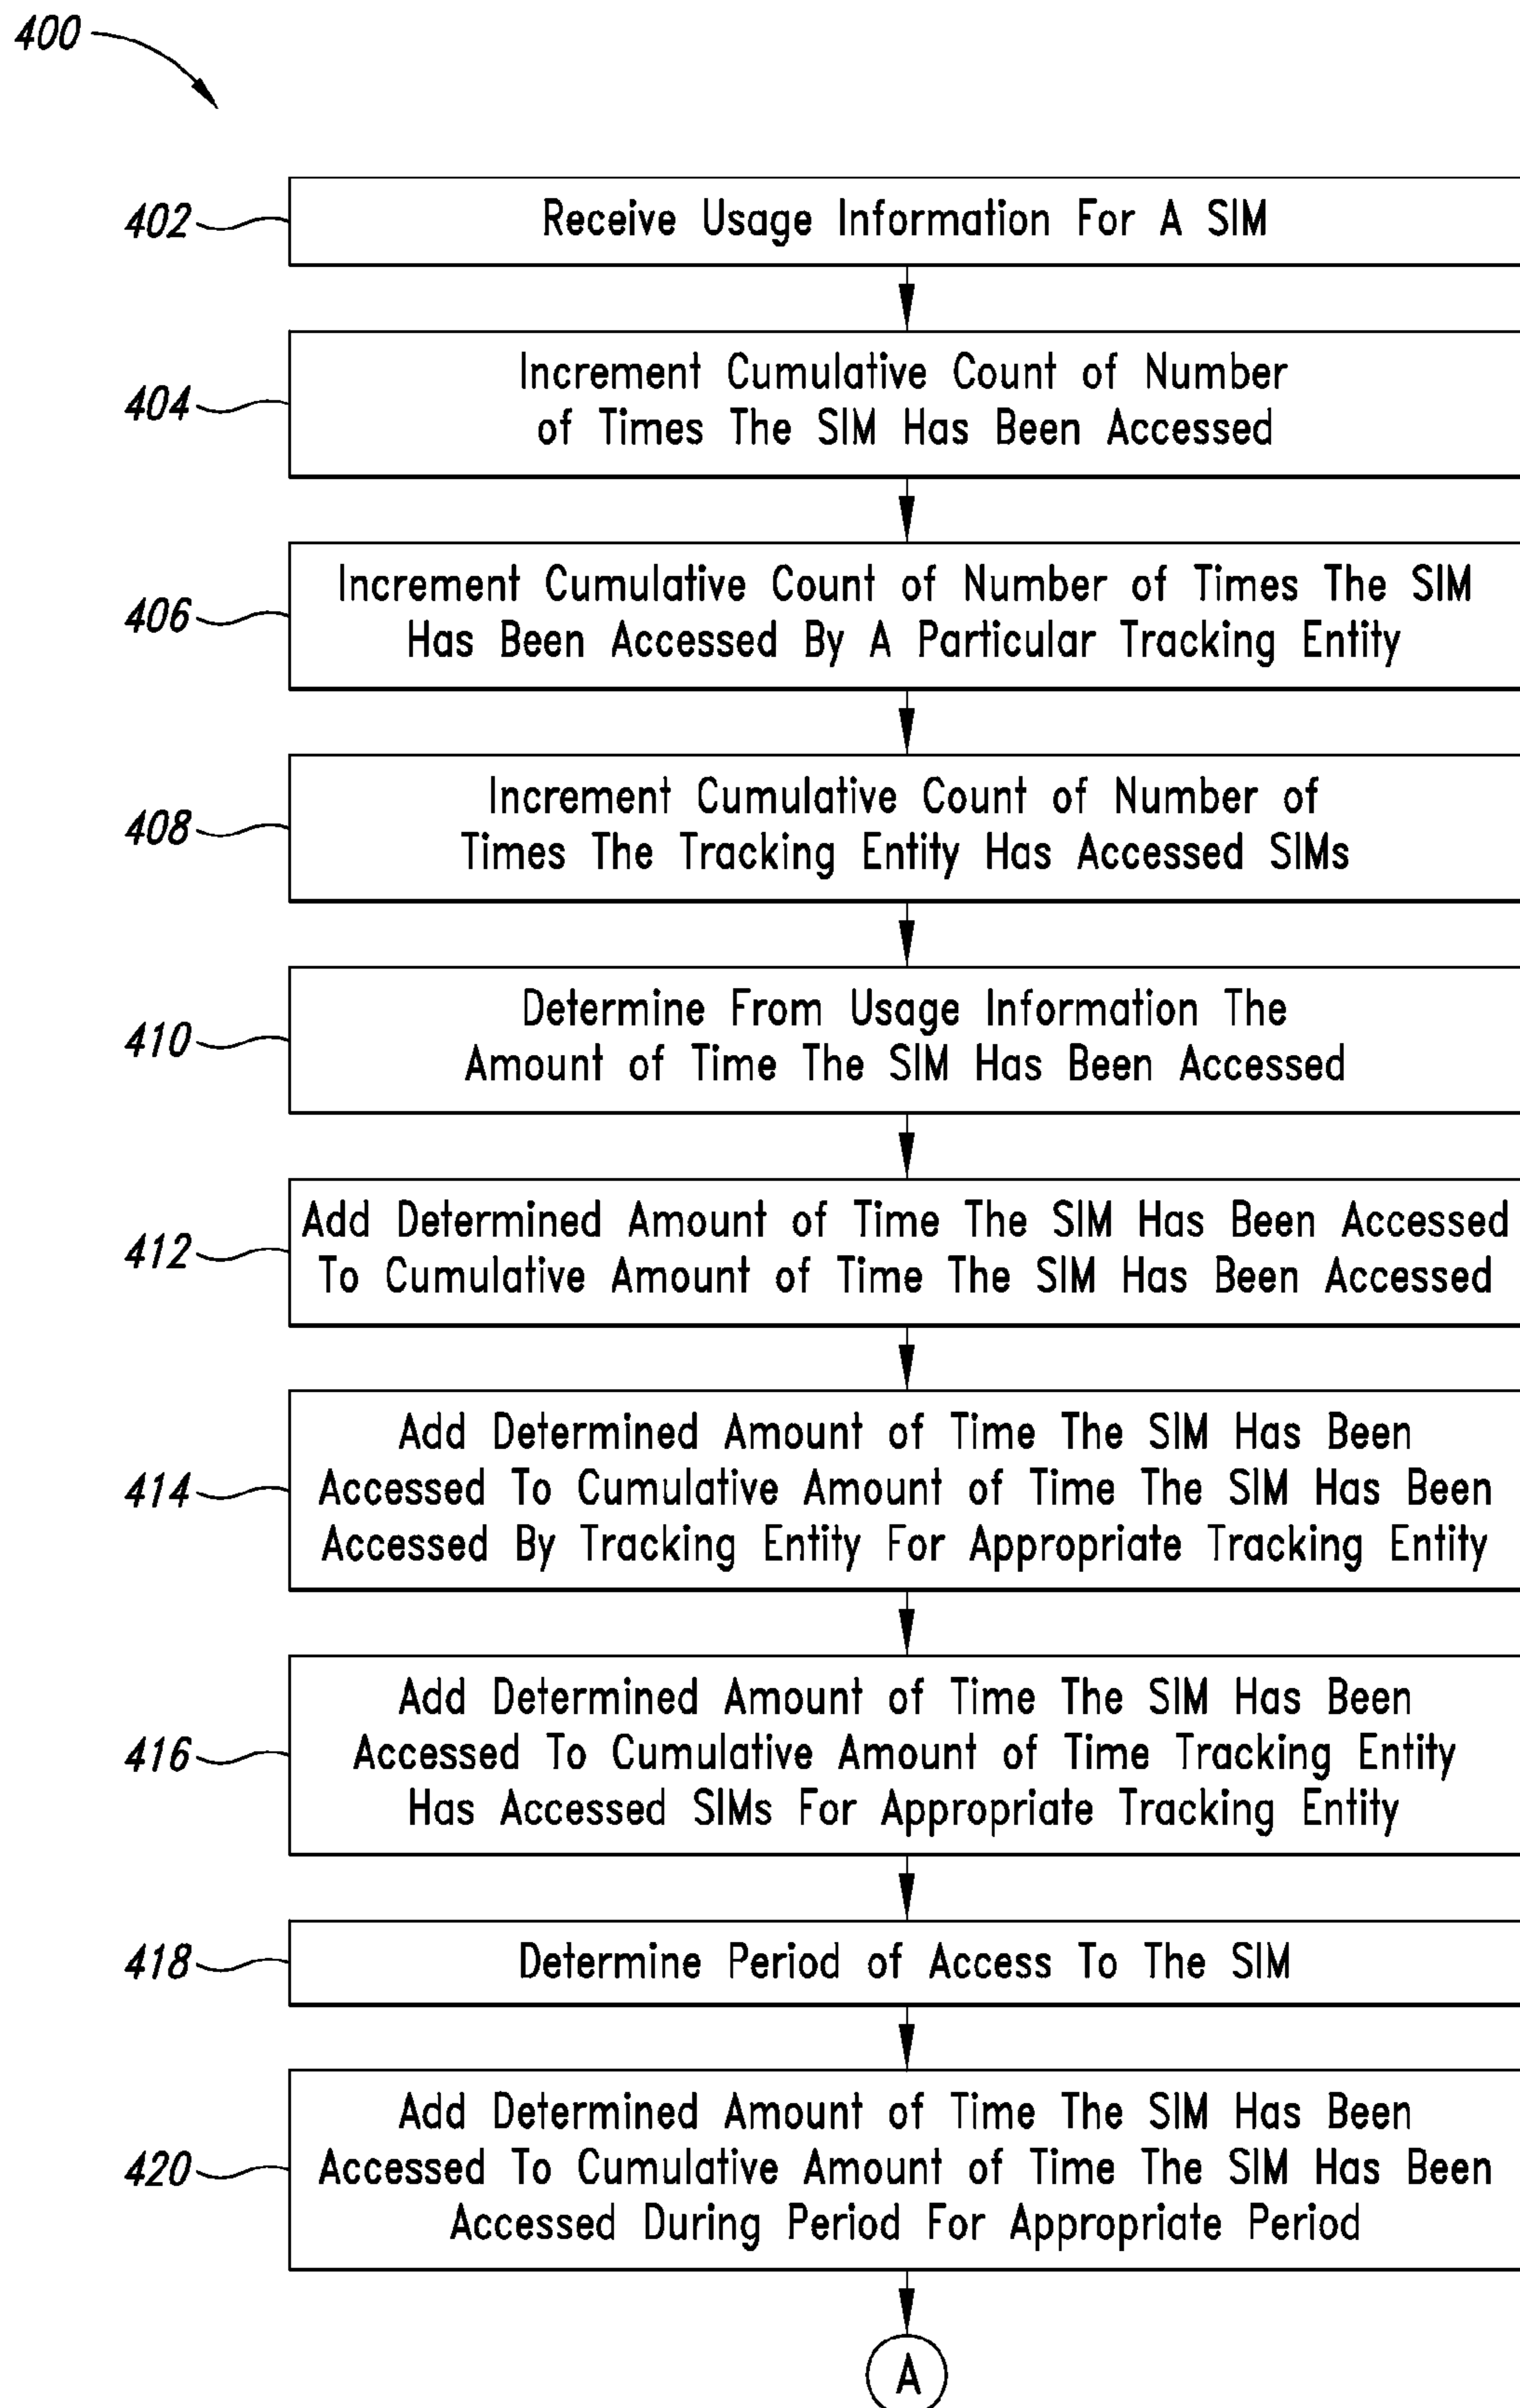 400
402
Receive Usage Information For A SIM
404
Increment Cumulative Count of Number
of Times The SIM Has Been Accessed
406
Increment Cumulative Count of Number of Times The SIM
Has Been Accessed By A Particular Tracking Entity
408
Increment Cumulative Count of Number of
Times The Tracking Entity Has Accessed SIMs
410
Determine From Usage Information The
Amount of Time The SIM Has Been Accessed
412
Add Determined Amount of Time The SIM Has Been Accessed
To Cumulative Amount of Time The SIM Has Been Accessed
414
Add Determined Amount of Time The SIM Has Been
Accessed To Cumulative Amount of Time The SIM Has Been
Accessed By Tracking Entity For Appropriate Tracking Entity
416
Add Determined Amount of Time The SIM Has Been
Accessed To Cumulative Amount of Time Tracking Entity
Has Accessed SIMs For Appropriate Tracking Entity
418
Determine Period of Access To The SIM
420
Add Determined Amount of Time The SIM Has Been
Accessed To Cumulative Amount of Time The SIM Has Been
Accessed During Period For Appropriate Period
A